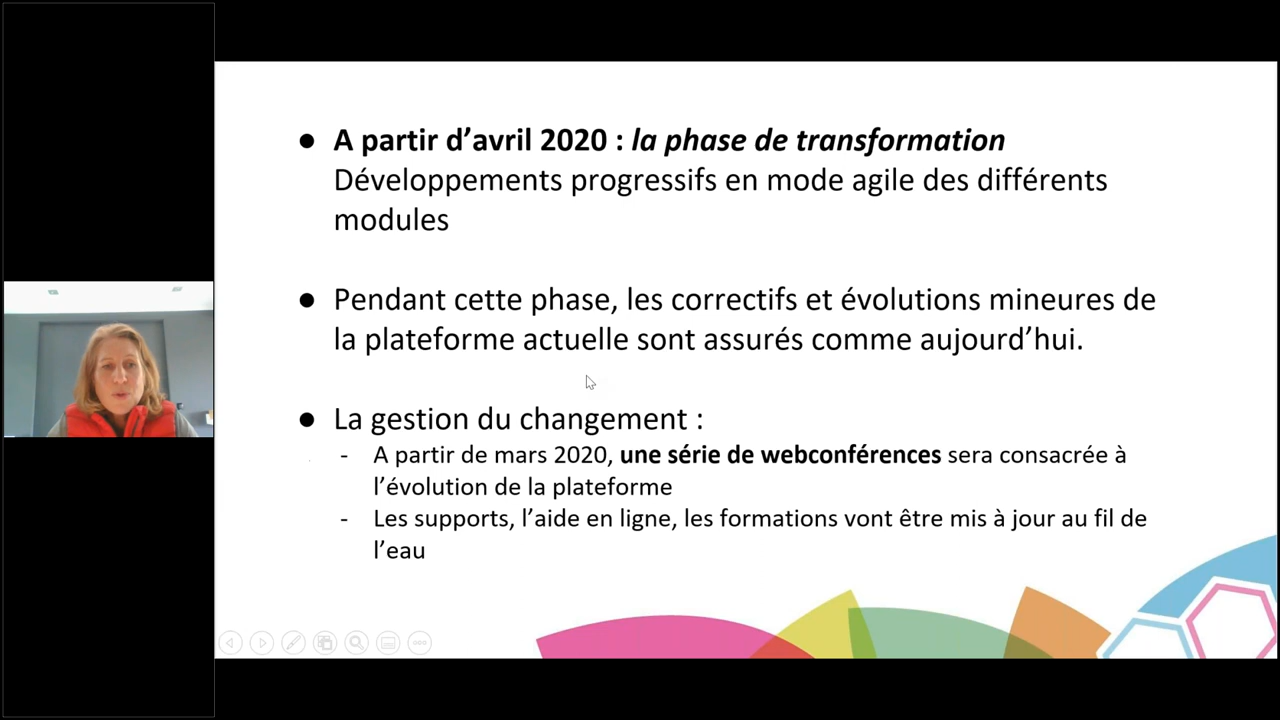 ● A partir d’avril 2020 : la phase de transformation
Développements progressifs en mode agile des différents
modules
● Pendant cette phase, les correctifs et évolutions mineures de
la plateforme actuelle sont assurés comme aujourd’hui.
● La gestion du changement :
- A partir de mars 2020, une série de webconférences sera consacrée à
l’évolution de la plateforme
- Les supports, l’aide en ligne, les formations vont être mis à jour au fil de
l’eau